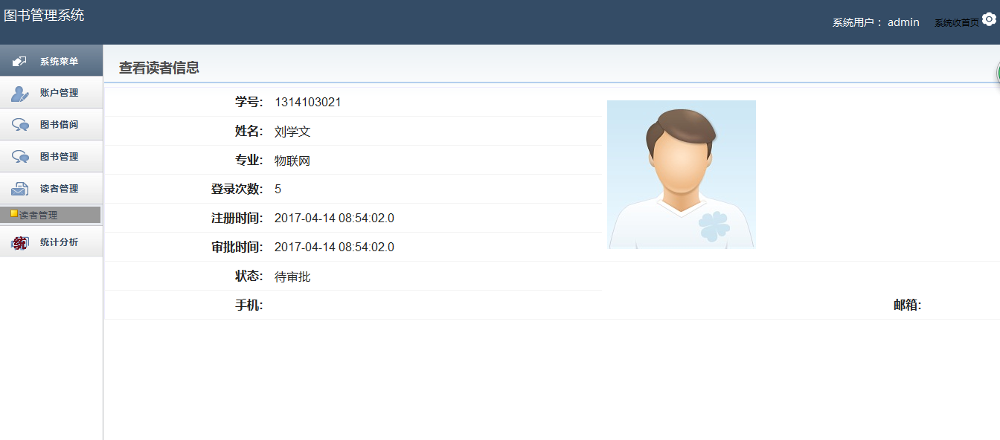 图书管理系统
系统用户： admin
系统收首页
系统菜单
账户管理
图书借阅
图书管理
读者管理
读者管理
统计分析
统
查看读者信息
学号: 1314103021
姓名: 刘学文
专业: 物联网
登录次数: 5
注册时间: 2017-04-14 08:54:02.0
审批时间: 2017-04-14 08:54:02.0
状态: 待审批
手机:
邮箱: